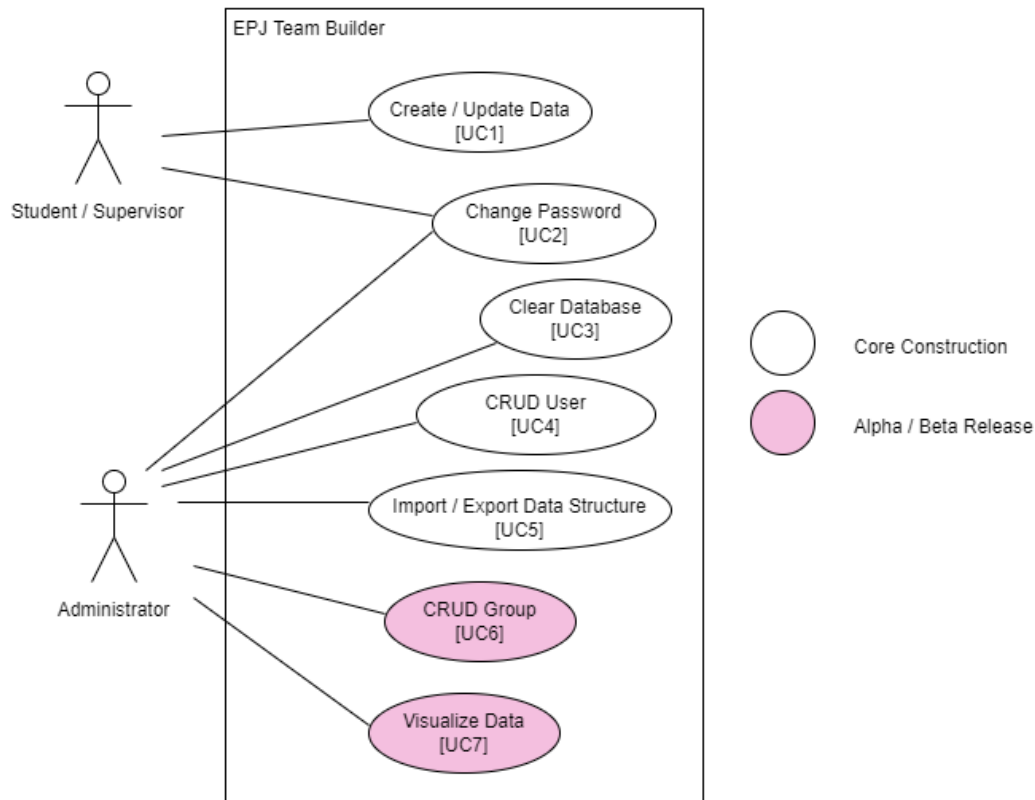 EPJ Team Builder
Create / Update Data
[UC1]
Student / Supervisor
Change Password
[UC2]
Clear Database
[UC3]
Core Construction
CRUD User
[UC4]
Alpha / Beta Release
Import / Export Data Structure
[UC5]
Administrator
CRUD Group
[UC6]
Visualize Data
[UC7]